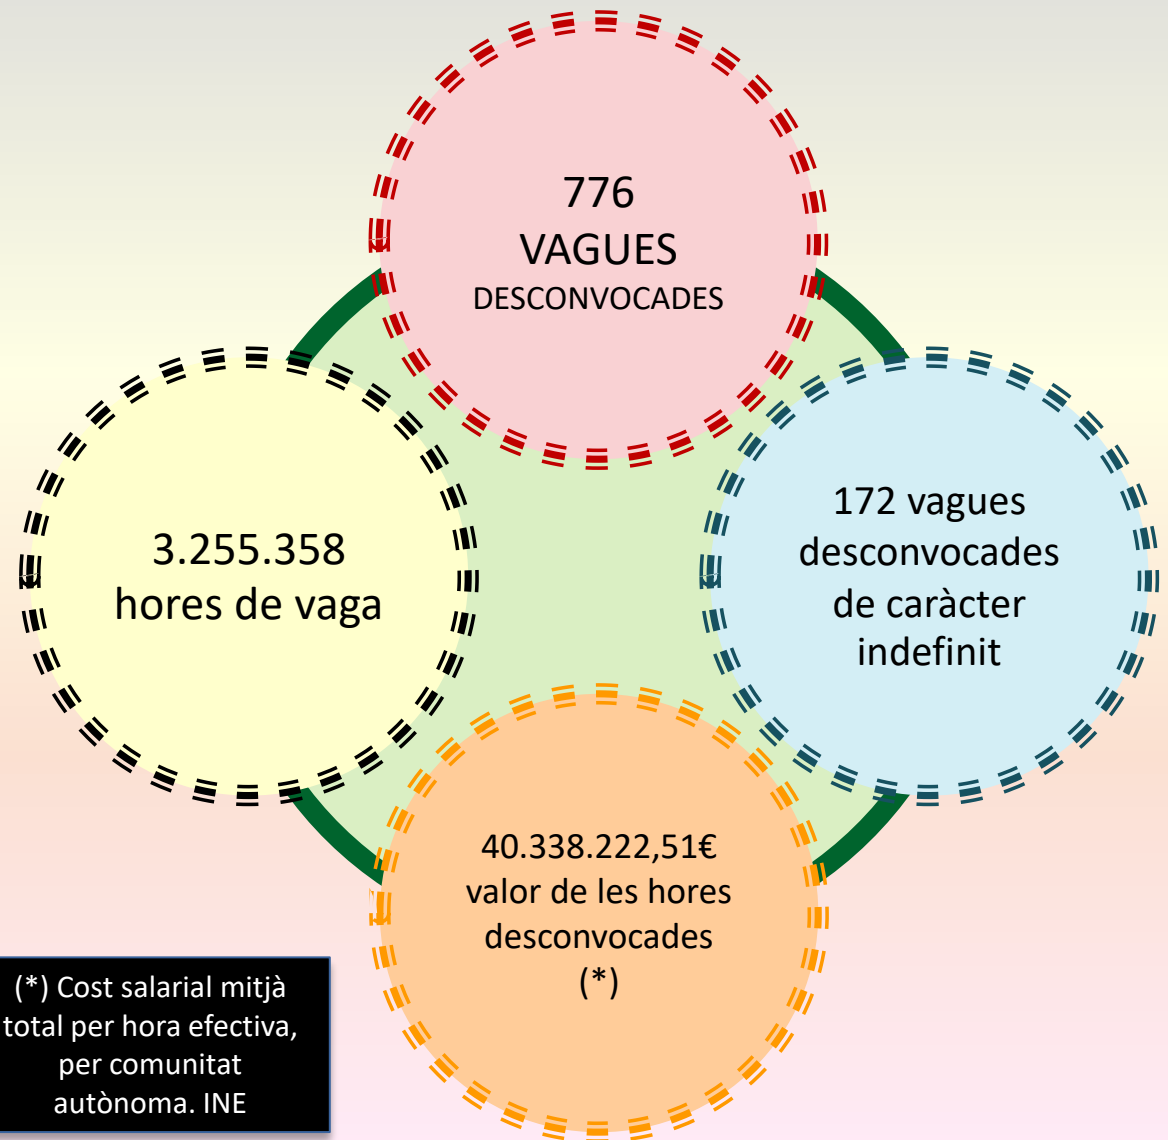 776
VAGUES
DESCONVOCADES
3.255.358
hores de vaga
172 vagues
desconvocades
de caràcter
indefinit
40.338.222,51€
valor de les hores
desconvocades
(*)
(*) Cost salarial mitjà
total per hora efectiva,
per comunitat
autònoma. INE